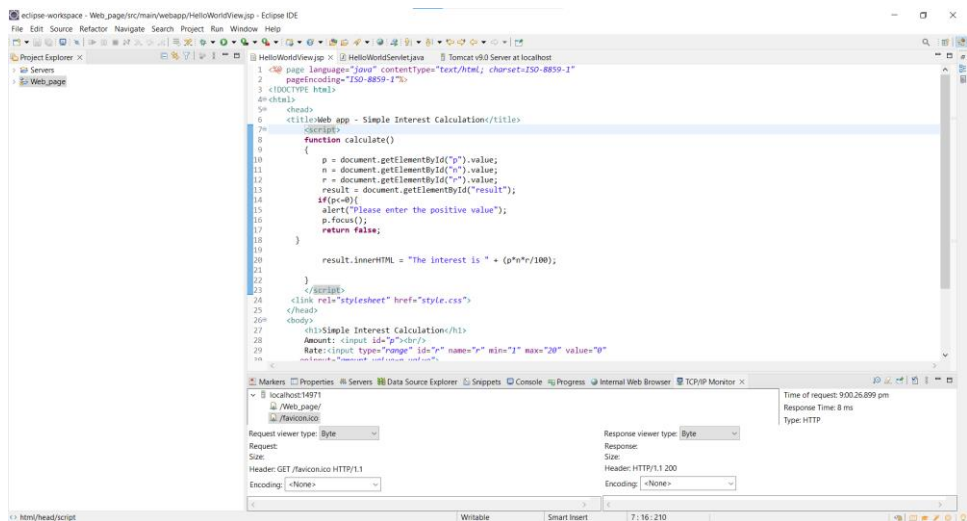 eclipse-workspace - Web_page/src/main/webapp/HelloWorldView.jsp - Eclipse IDE
File Edit Source Refactor Navigate Search Project Run Window Help
Project Explorer
Servers
Web_page
HelloWorldView.jsp HelloWorldServlet.java Tomcat v9.0 Server at localhost
1 <%@ page language="java" contentType="text/html; charset=ISO-8859-1"
2 pageEncoding="ISO-8859-1"%>
3 <!DOCTYPE html>
4 <html>
5 <head>
6 <title>Web app - Simple Interest Calculation</title>
7 <script>
8 function calculate()
9 {
10 p = document.getElementById("p").value;
11 n = document.getElementById("n").value;
12 r = document.getElementById("r").value;
13 result = document.getElementById("result");
14 if(p<=0){
15 alert("Please enter the positive value");
16 p.focus();
17 return false;
18 }
19
20 result.innerHTML = "The interest is " + (p*n*r/100);
21
22 }
23 </script>
24 <link rel="stylesheet" href="style.css">
25 </head>
26 <body>
27 <h1>Simple Interest Calculation</h1>
28 Amount: <input id="p"><br/>
29 Rate:<input type="range" id="r" name="r" min="1" max="20" value="0"
Markers Properties Servers Data Source Explorer Snippets Console Progress Internal Web Browser TCP/IP Monitor
localhost:14971
/Web_page/
/favicon.ico
Time of request: 9:00.26.899 pm
Response Time: 8 ms
Type: HTTP
Request viewer type: Byte
Request:
Size:
Header: GET /favicon.ico HTTP/1.1
Encoding: <None>
Response viewer type: Byte
Response:
Size:
Header: HTTP/1.1 200
Encoding: <None>
html/head/script Writable Smart Insert 7 : 16 : 210